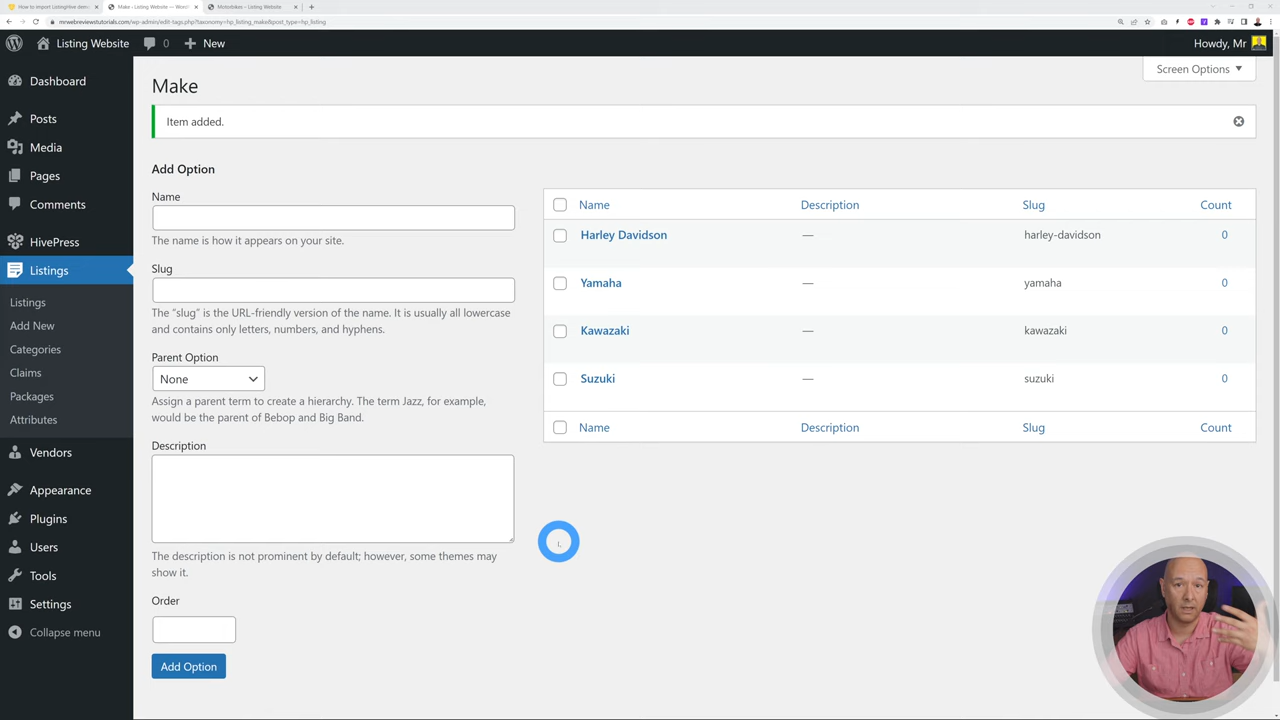 How to import ListingHive dem
Make - Listing Website — Wor
Motorbikes – Listing Website
mrwebreviewstutorials.com/wp-admin/edit-tags.php?taxonomy=hp_listing_make&post_type=hp_listing
Listing Website
0
New
Howdy, Mr
Screen Options
Dashboard
Posts
Media
Pages
Comments
HivePress
Listings
Listings
Add New
Categories
Claims
Packages
Attributes
Vendors
Appearance
Plugins
Users
Tools
Settings
Collapse menu
Make
Item added.
Add Option
Name
The name is how it appears on your site.
Slug
The “slug” is the URL-friendly version of the name. It is usually all lowercase
and contains only letters, numbers, and hyphens.
Parent Option
None
Assign a parent term to create a hierarchy. The term Jazz, for example,
would be the parent of Bebop and Big Band.
Description
The description is not prominent by default; however, some themes may
show it.
Order
Add Option
Name Description Slug Count
Harley Davidson — harley-davidson 0
Yamaha — yamaha 0
Kawazaki — kawazaki 0
Suzuki — suzuki 0
Name Description Slug Count